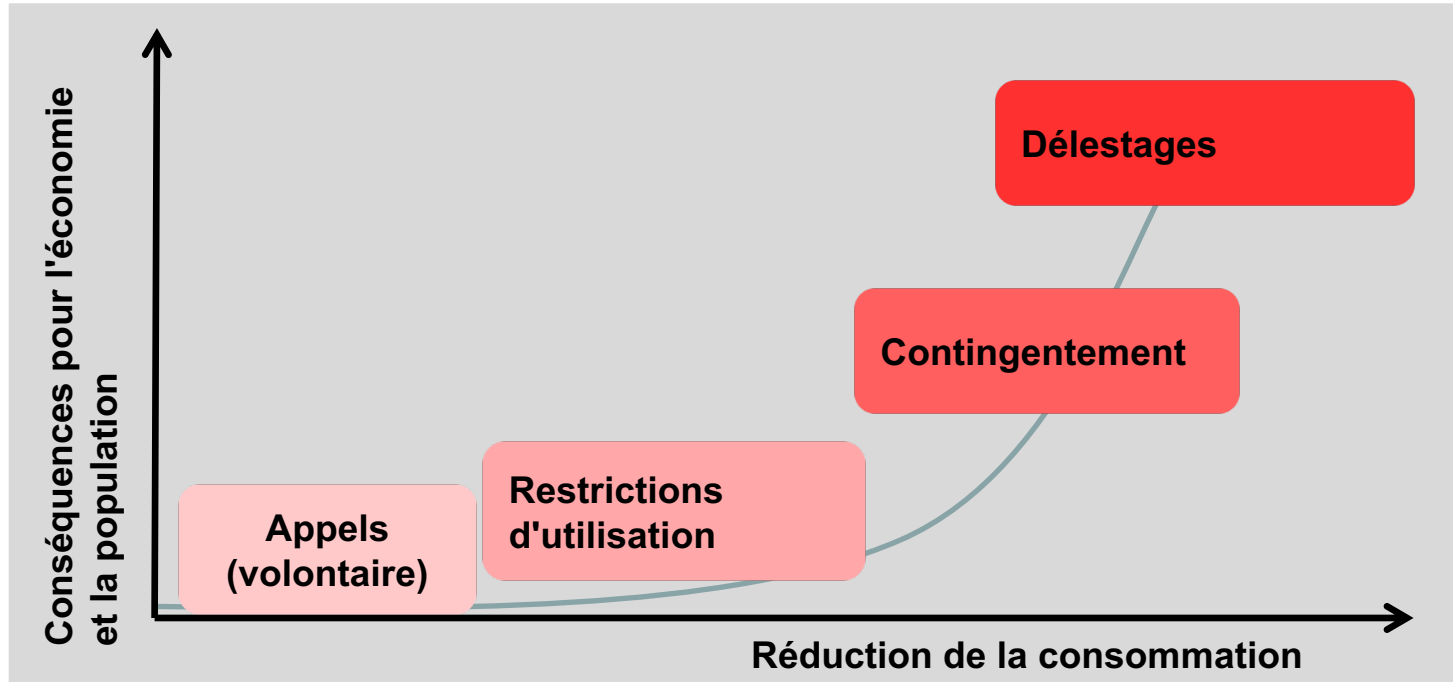 Conséquences pour l'économie
et la population
Délestages
Contingentement
Restrictions
d'utilisation
Appels
(volontaire)
Réduction de la consommation